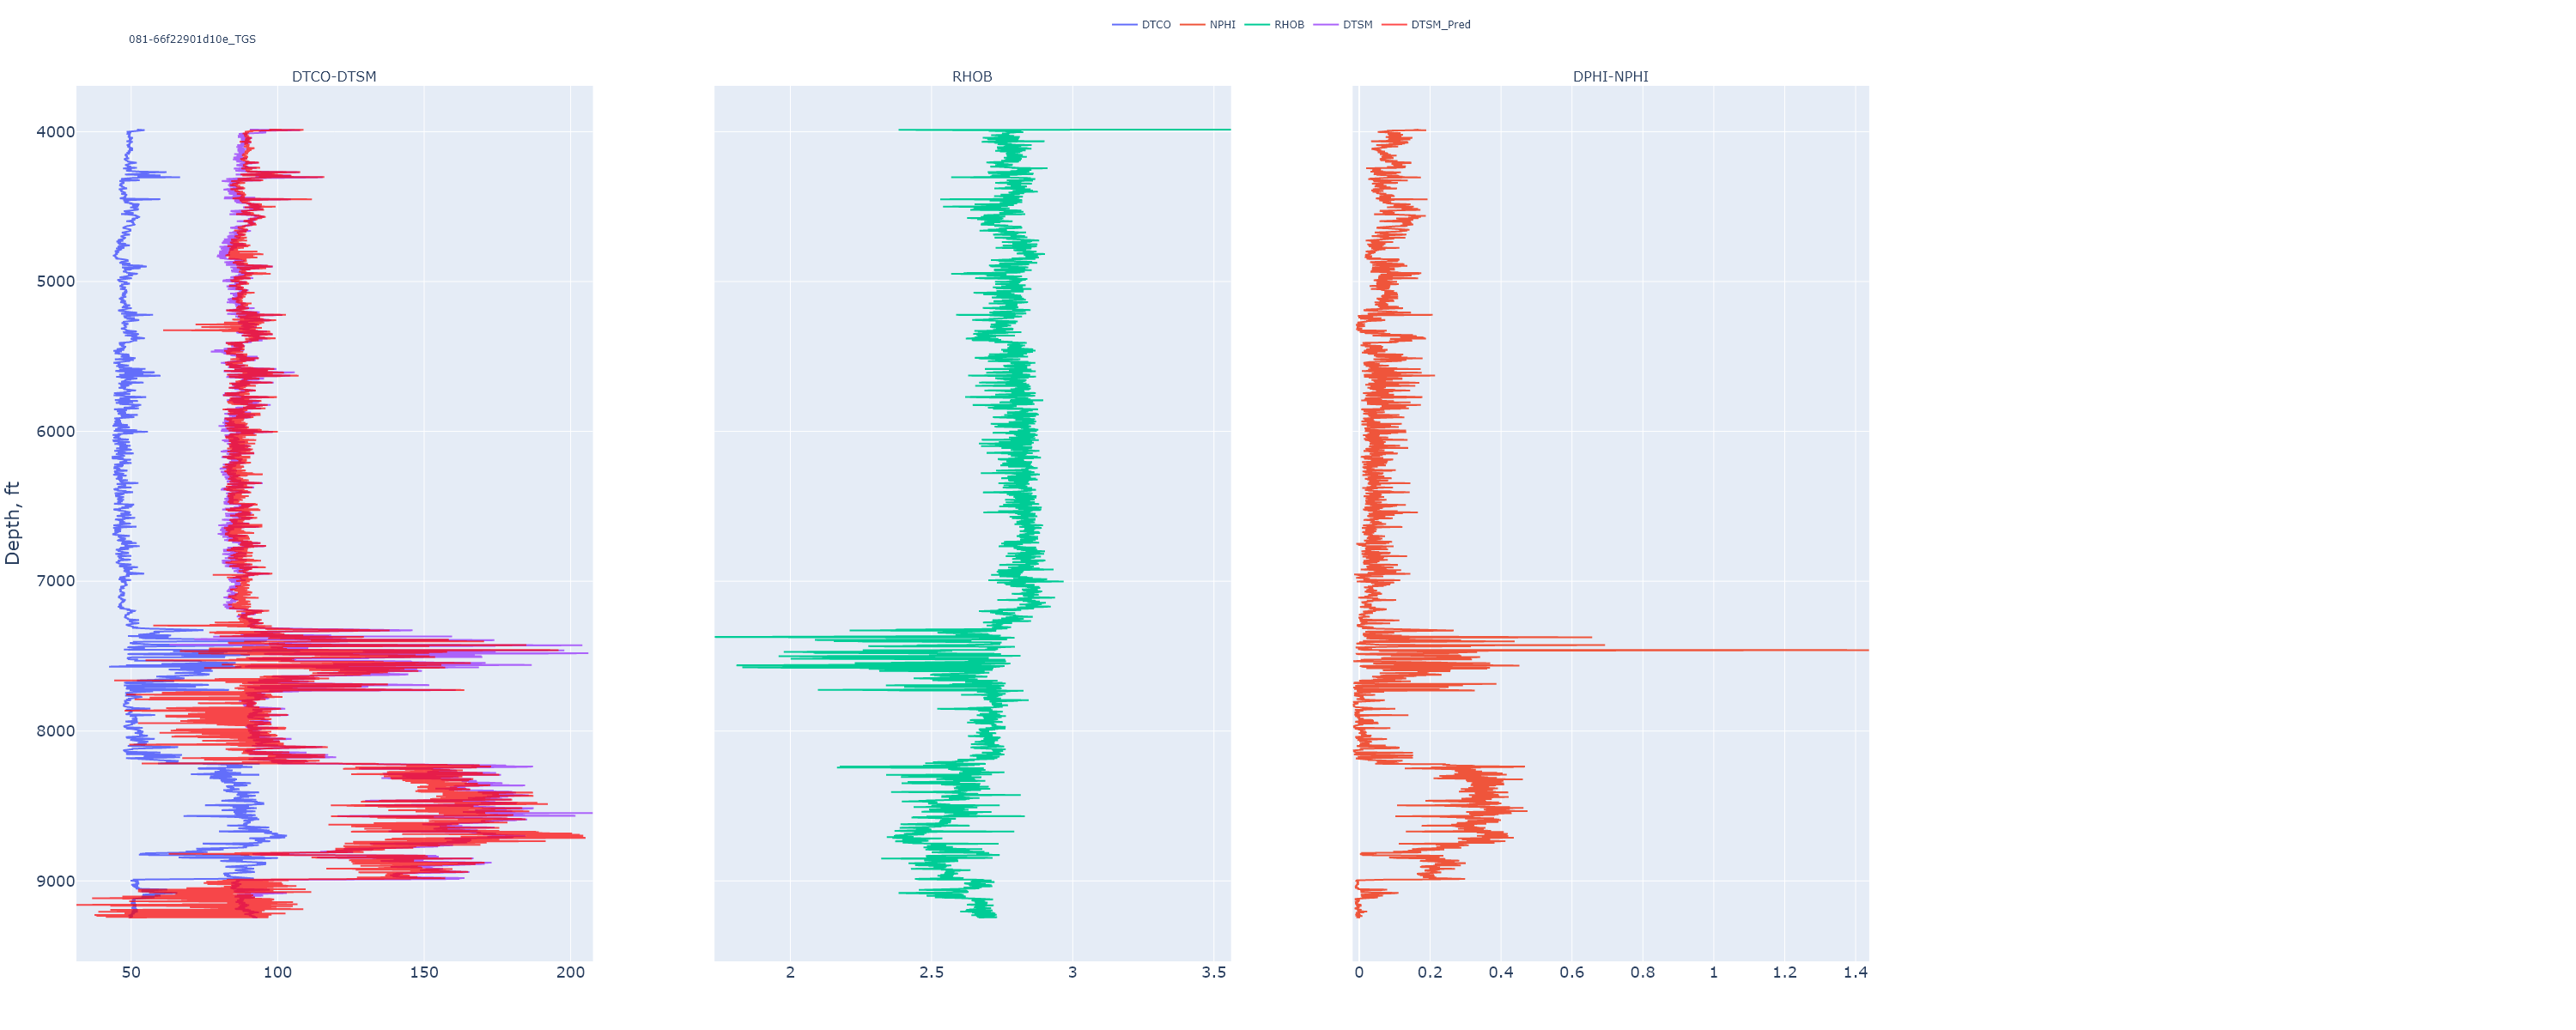 DTCO NPHI RHOB DTSM DTSM_Pred
081-66f22901d10e_TGS
DTCO-DTSM RHOB DPHI-NPHI
4000
5000
6000
7000
8000
9000
Depth, ft
50 100 150 200 2 2.5 3 3.5 0 0.2 0.4 0.6 0.8 1 1.2 1.4